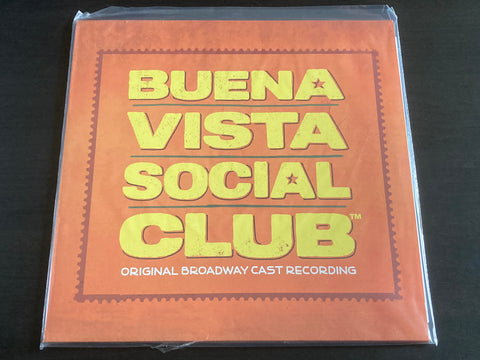 BUENA
VISTA
SOCIAL
CLUB™
ORIGINAL BROADWAY CAST RECORDING